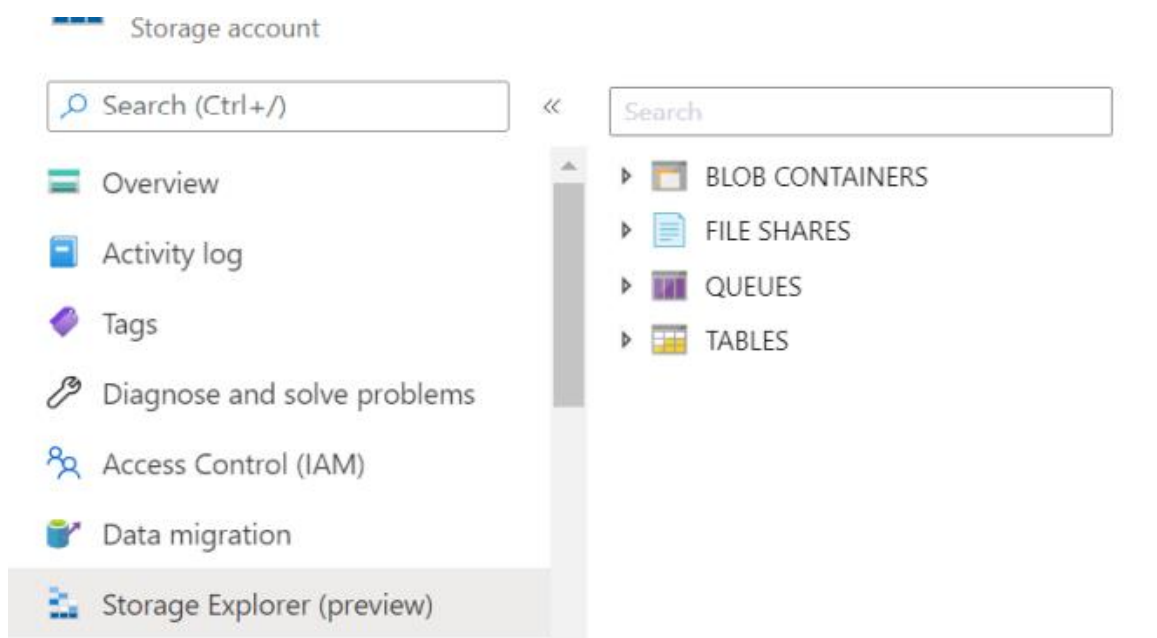 Storage account
Search (Ctrl+/)
«
Overview
Activity log
Tags
Diagnose and solve problems
Access Control (IAM)
Data migration
Storage Explorer (preview)
Search
BLOB CONTAINERS
FILE SHARES
QUEUES
TABLES